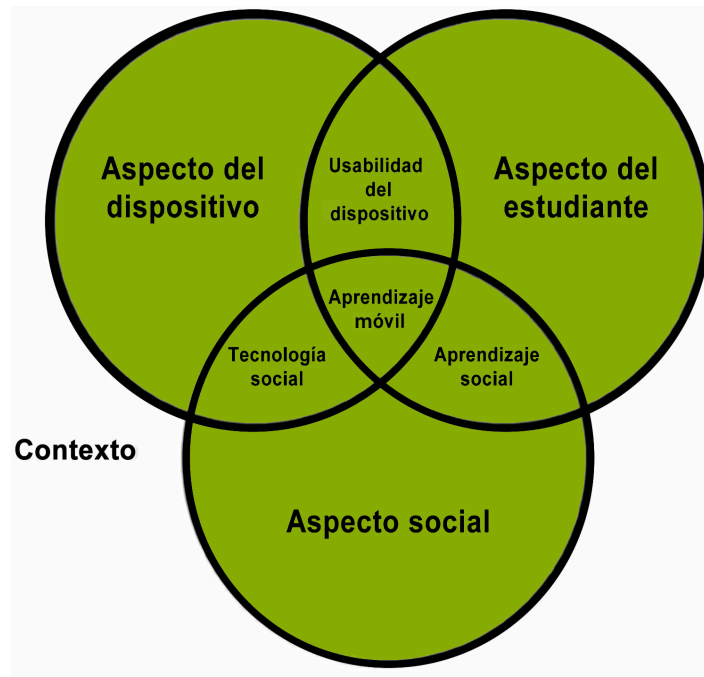 Aspecto del
dispositivo
Usabilidad
del
dispositivo
Aspecto del
estudiante
Aprendizaje
móvil
Tecnología
social
Aprendizaje
social
Contexto
Aspecto social